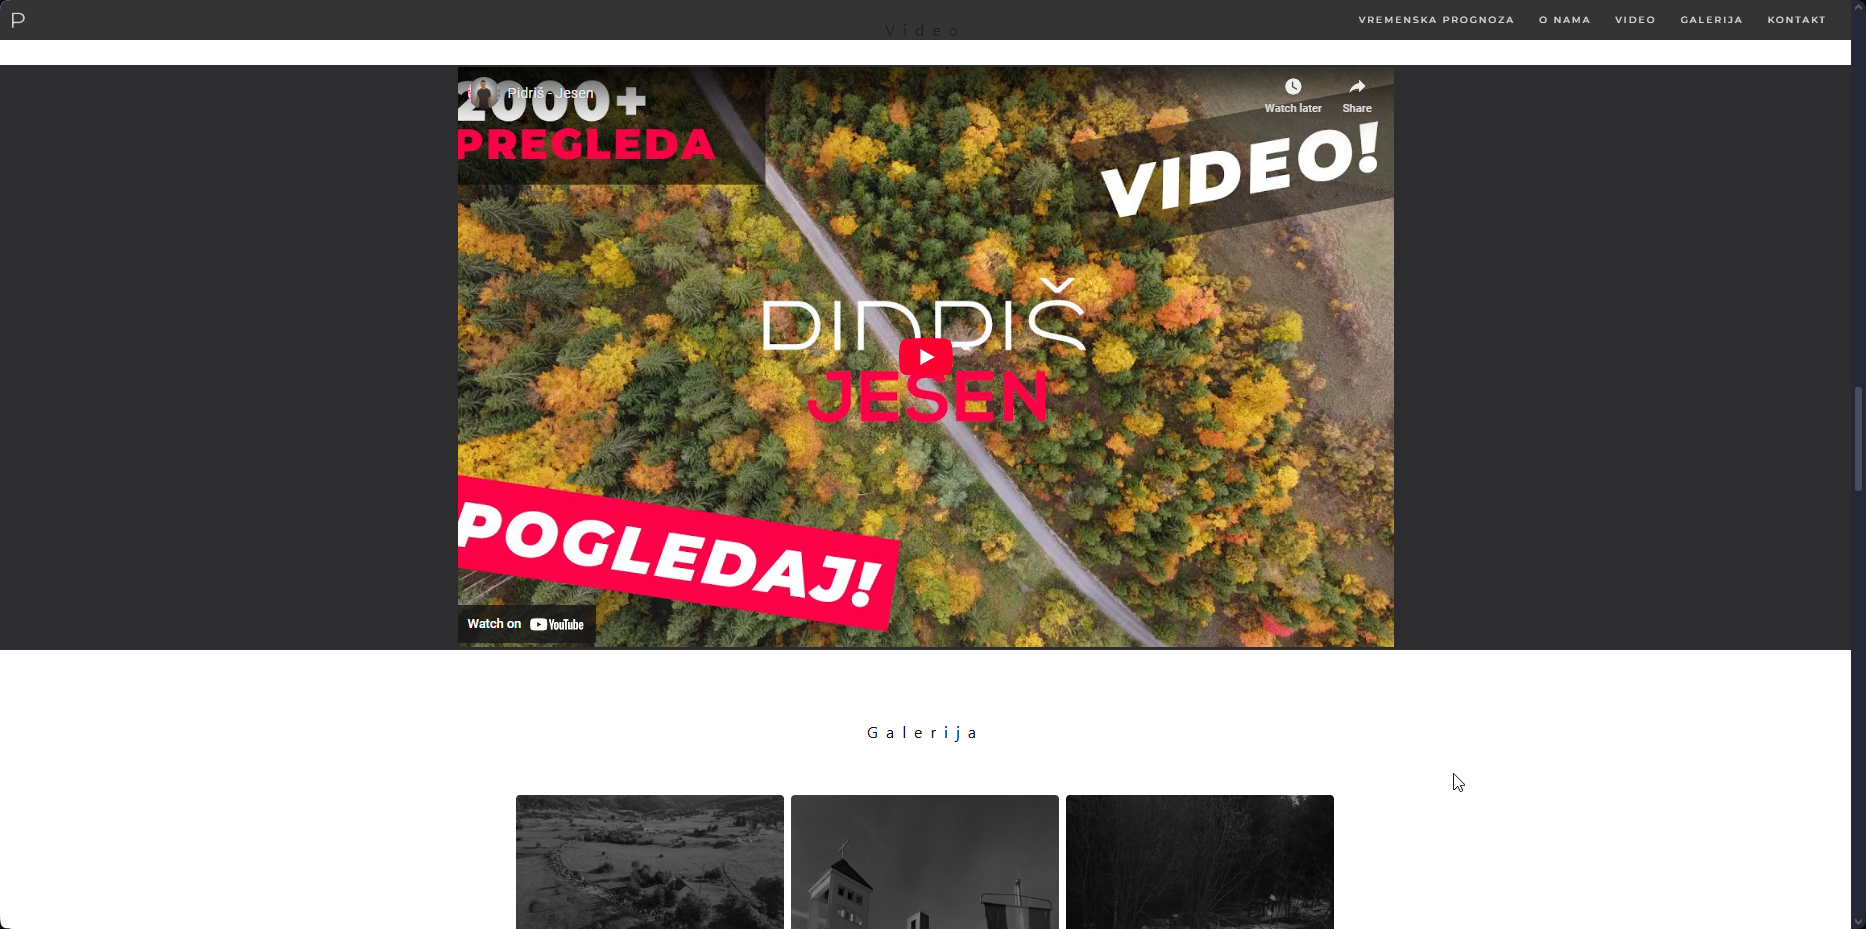 P
VREMENSKA PROGNOZA O NAMA VIDEO GALERIJA KONTAKT
Video
2000+
Pidriš - Jesen
PREGLEDA
Watch later Share
VIDEO!
PIDRIŠ
JESEN
POGLEDAJ!
Watch on YouTube
Galerija